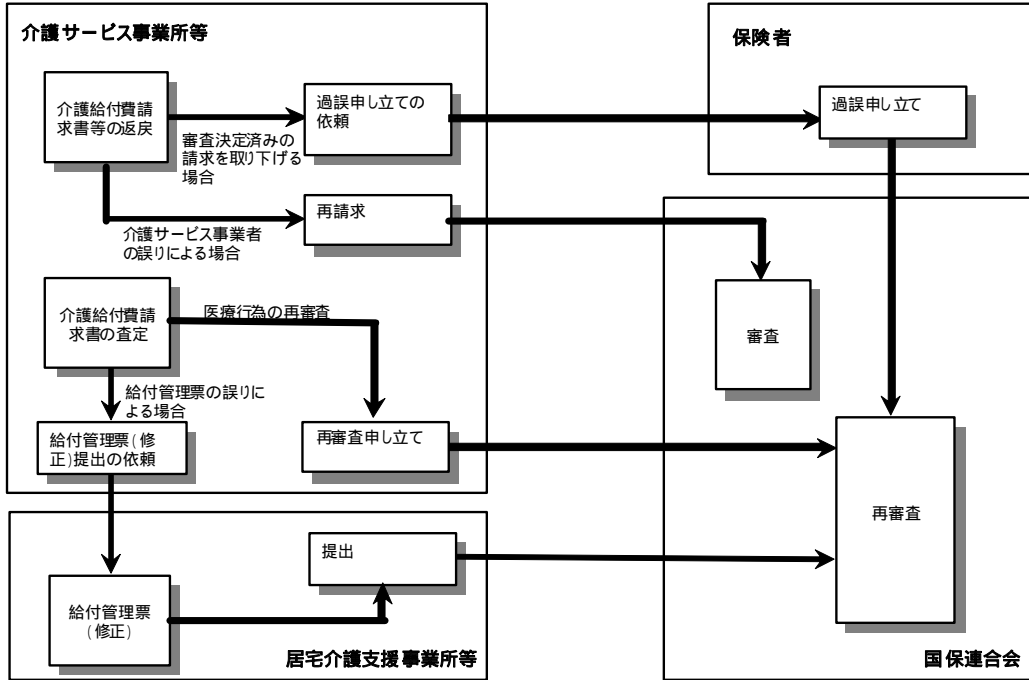 介護サービス事業所等
保険者
介護給付費請
求書等の返戻
過誤申し立ての
依頼
過誤申し立て
審査決定済みの
請求を取り下げる
場合
再請求
介護サービス事業者
の誤りによる場合
介護給付費請
求書の査定
医療行為の再審査
審査
給付管理票の誤りに
よる場合
給付管理票(修
正)提出の依頼
再審査申し立て
再審査
提出
給付管理票
(修正)
居宅介護支援事業所等
国保連合会